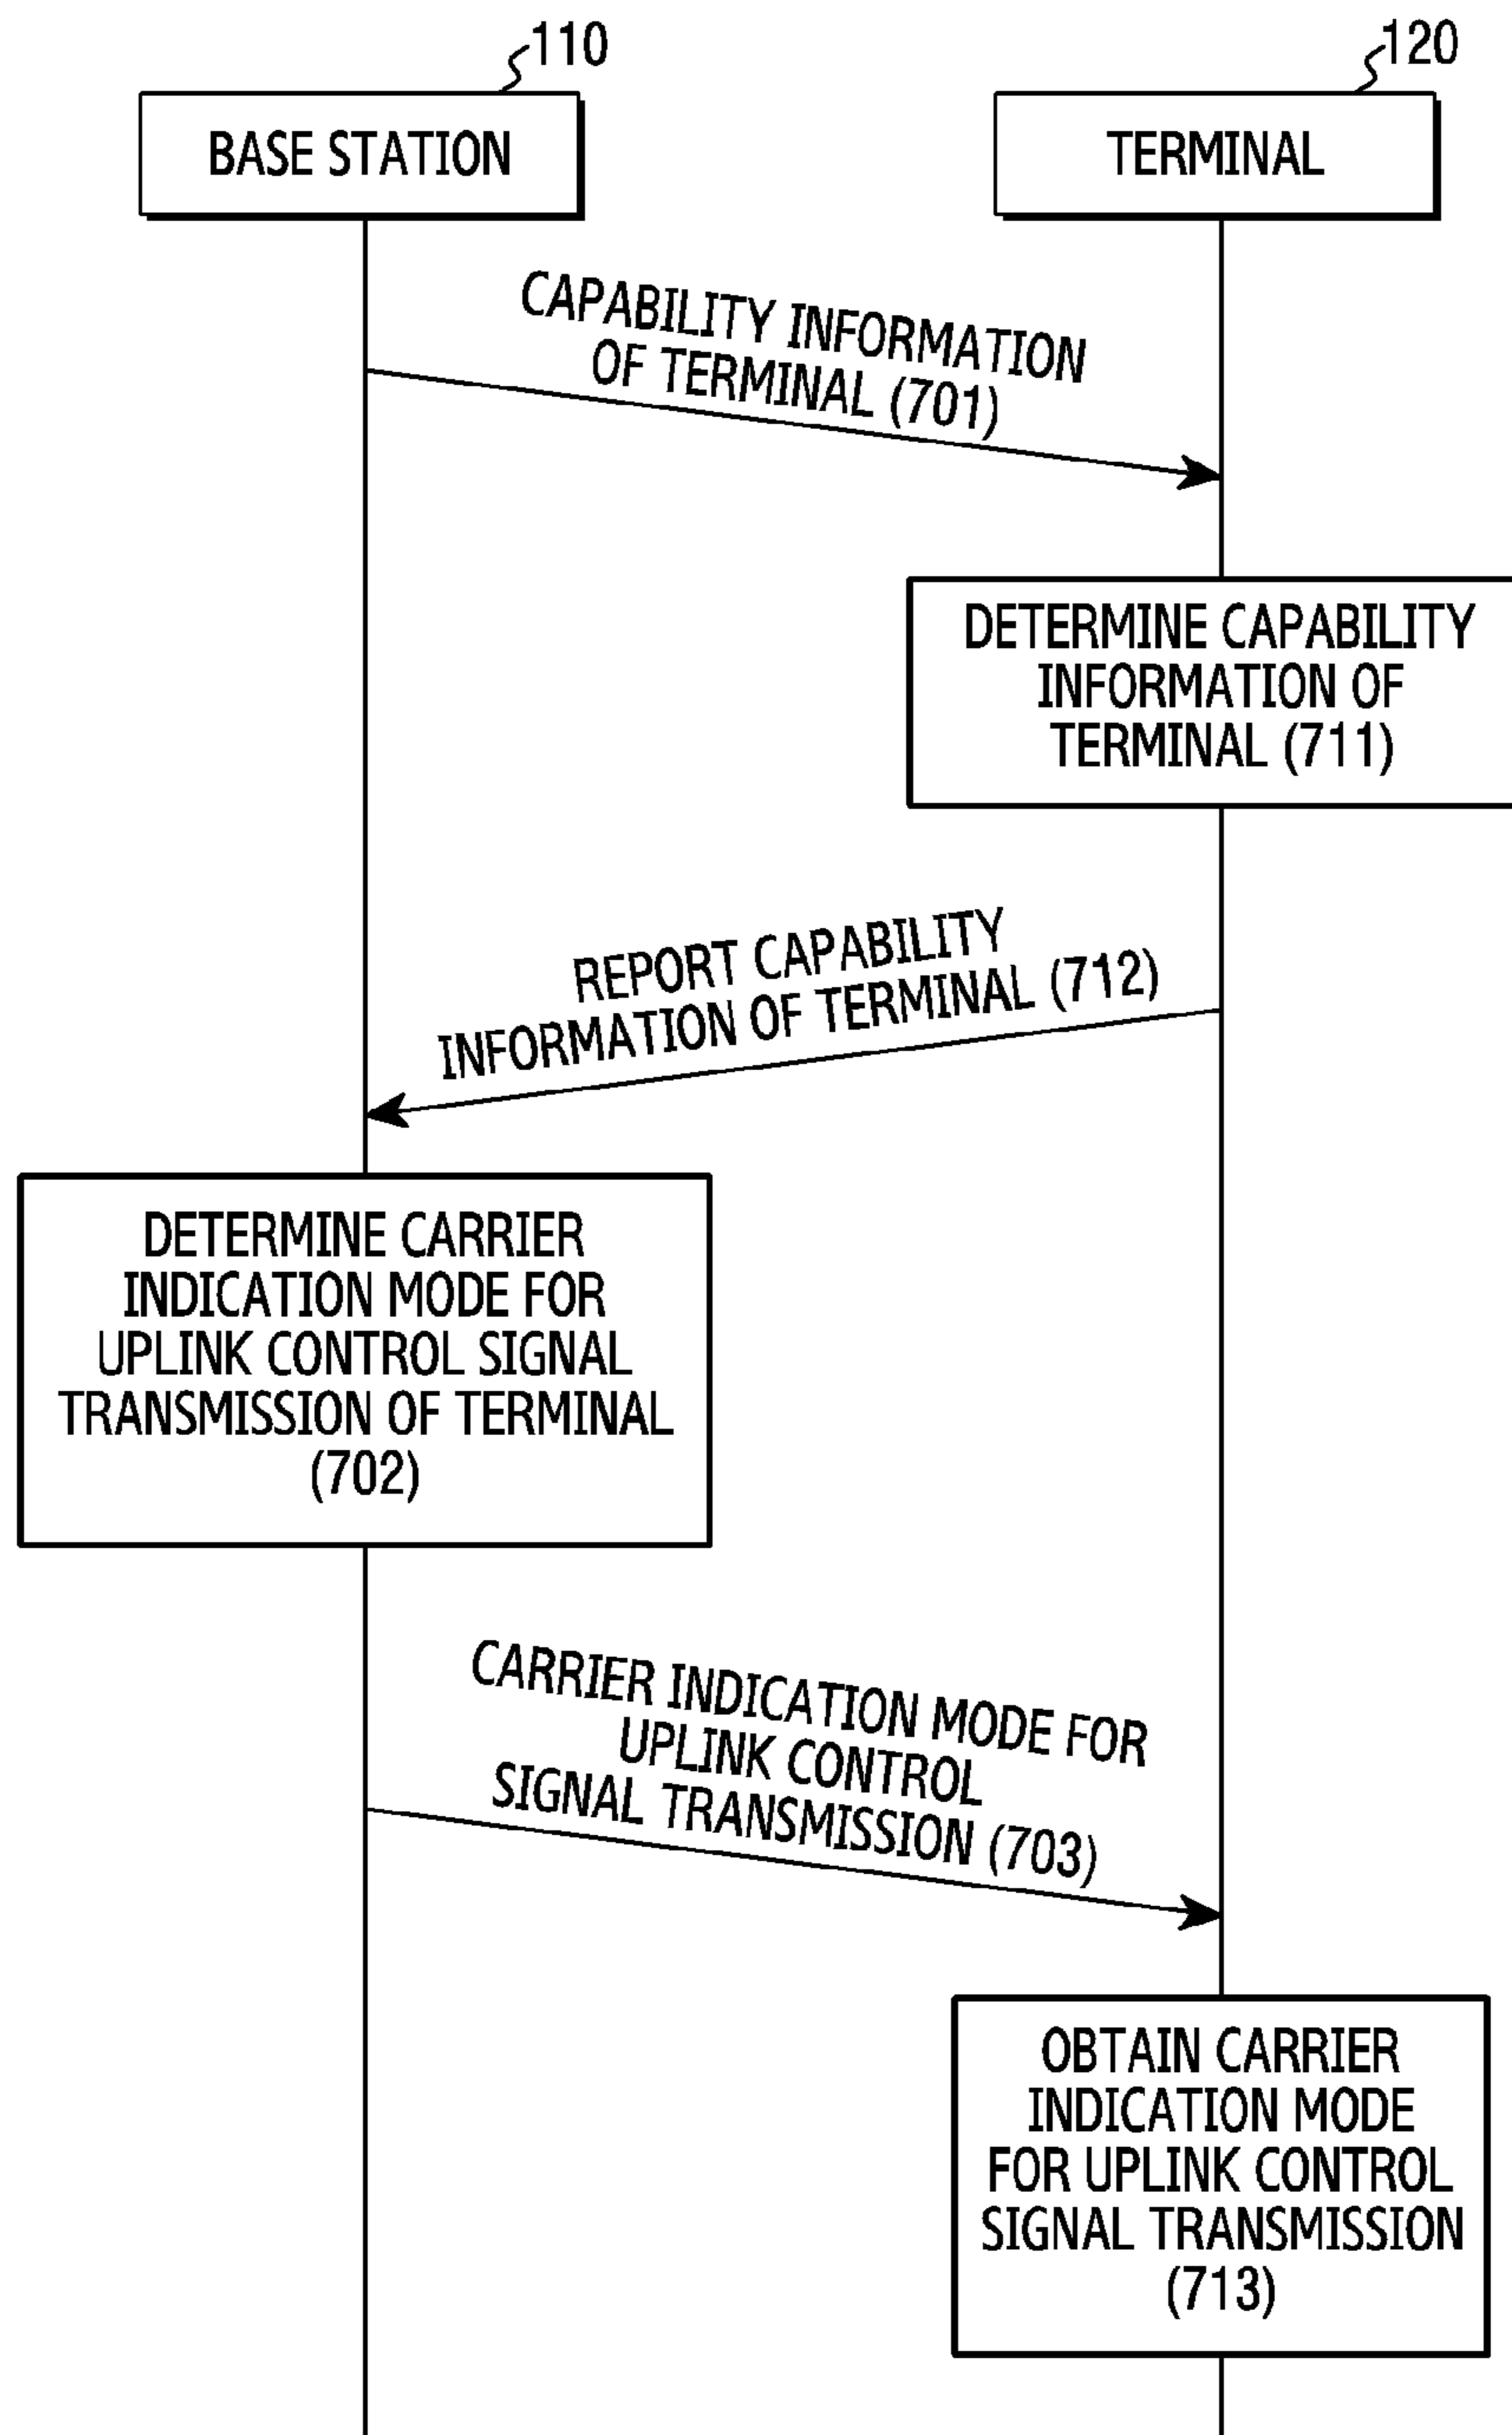 110
120
BASE STATION
TERMINAL
CAPABILITY INFORMATION
OF TERMINAL (701)
DETERMINE CAPABILITY
INFORMATION OF
TERMINAL (711)
REPORT CAPABILITY
INFORMATION OF TERMINAL (712)
DETERMINE CARRIER
INDICATION MODE FOR
UPLINK CONTROL SIGNAL
TRANSMISSION OF TERMINAL
(702)
CARRIER INDICATION MODE FOR
UPLINK CONTROL
SIGNAL TRANSMISSION (703)
OBTAIN CARRIER
INDICATION MODE
FOR UPLINK CONTROL
SIGNAL TRANSMISSION
(713)